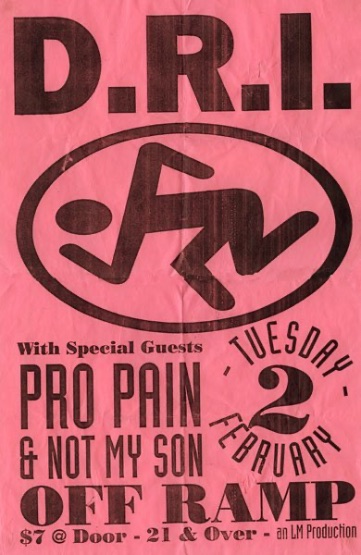 D.R.I.
With Special Guests
PRO PAIN
& NOT MY SON
- TUESDAY -
2
FEBRUARY
OFF RAMP
$7 @ Door - 21 & Over - an LM Production